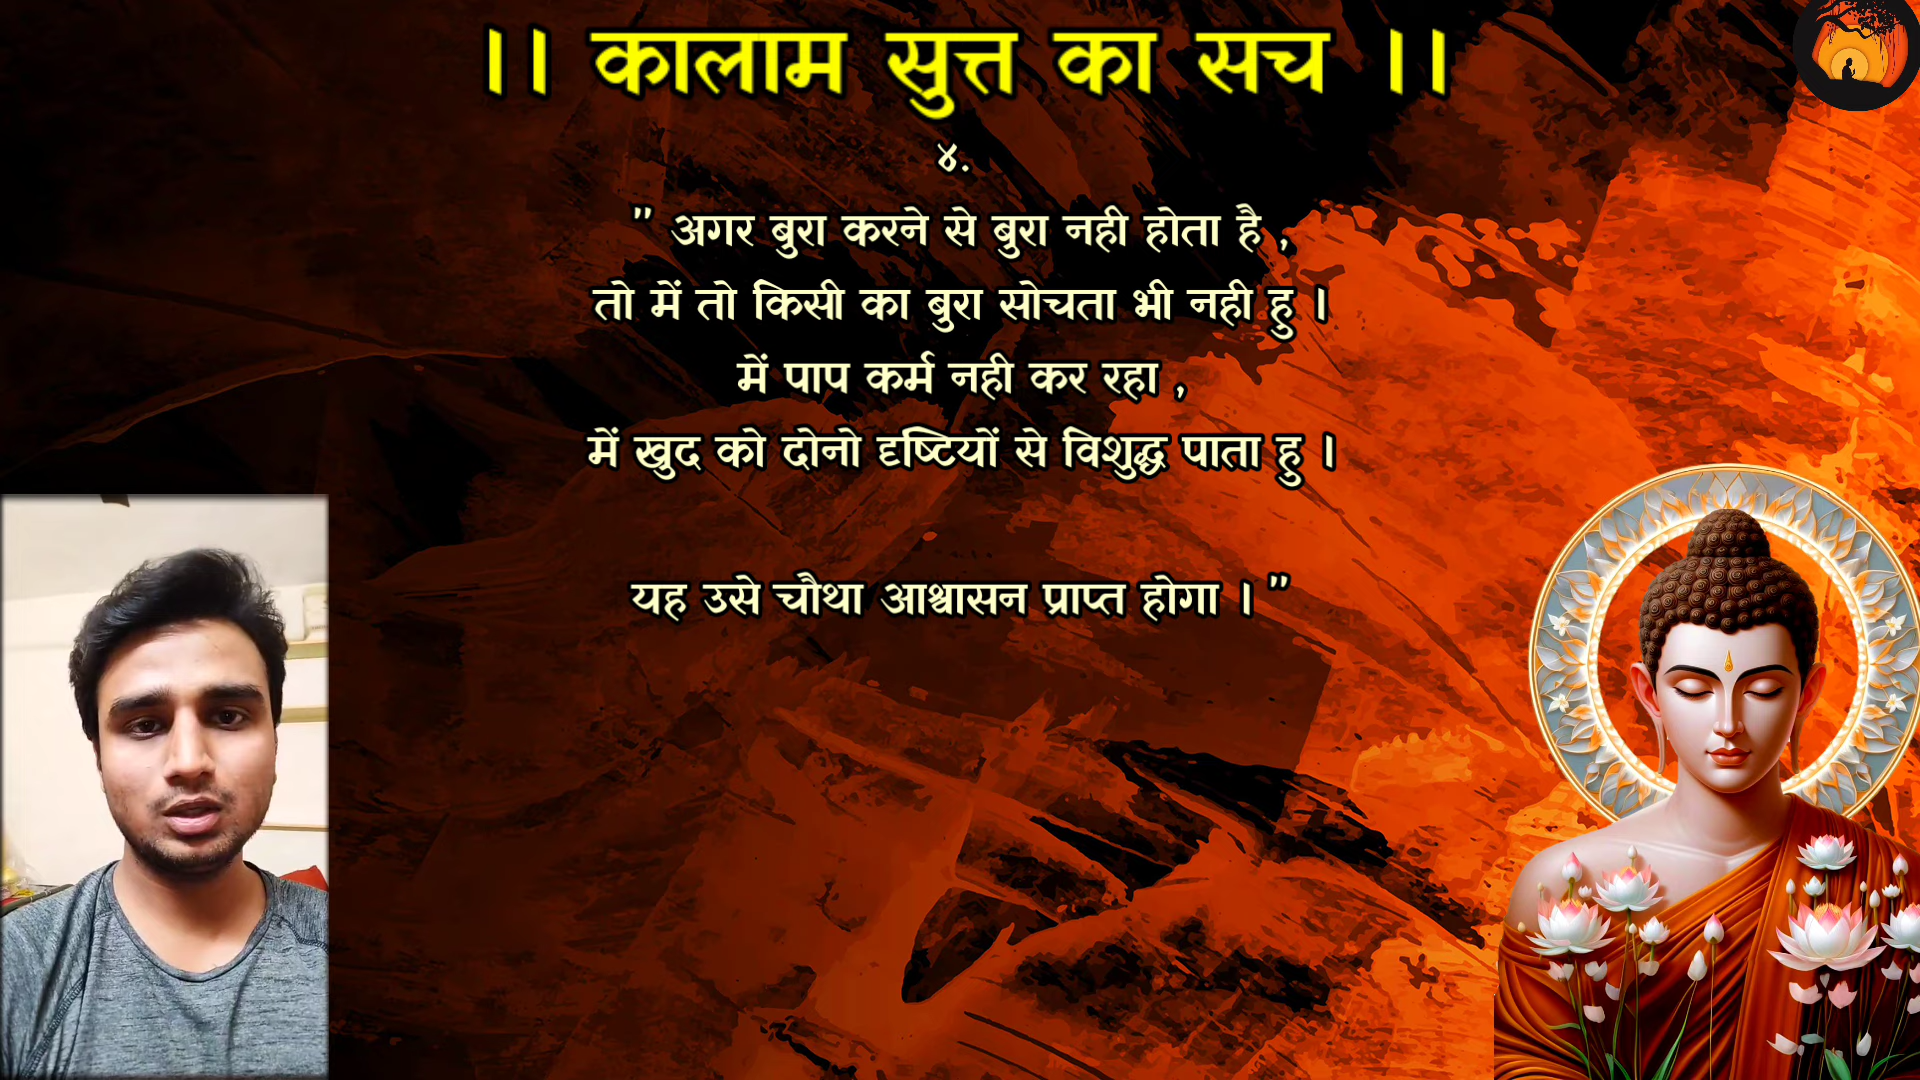 ।। कालाम सुत्त का सच ।।
४.
" अगर बुरा करने से बुरा नही होता है ,
तो में तो किसी का बुरा सोचता भी नही हु ।
में पाप कर्म नही कर रहा ,
में खुद को दोनो दृष्टियों से विशुद्ध पाता हु ।
यह उसे चौथा आश्वासन प्राप्त होगा । "